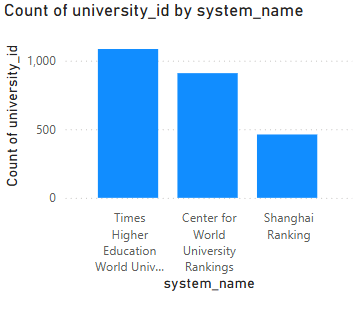 Count of university_id by system_name
Count of university_id
1,000
500
0
Times
Higher
Education
World Univ...
Center for
World
University
Rankings
Shanghai
Ranking
system_name